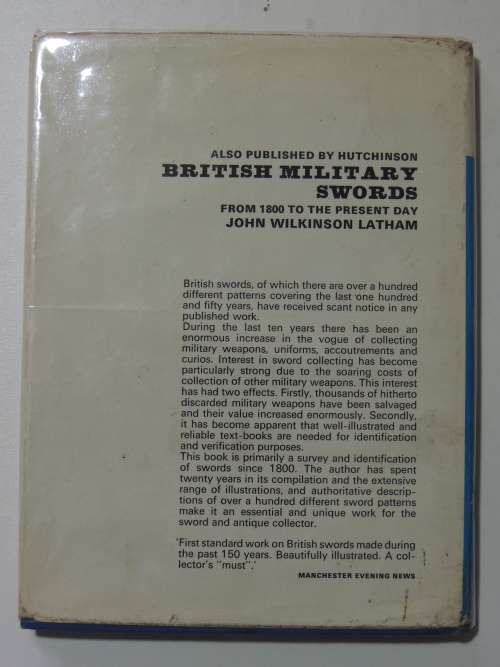 ALSO PUBLISHED BY HUTCHINSON
BRITISH MILITARY
SWORDS
FROM 1800 TO THE PRESENT DAY
JOHN WILKINSON LATHAM
British swords, of which there are over a hundred
different patterns covering the last one hundred
and fifty years, have received scant notice in any
published work.
During the last ten years there has been an
enormous increase in the vogue of collecting
military weapons, uniforms, accoutrements and
curios. Interest in sword collecting has become
particularly strong due to the soaring costs of
collection of other military weapons. This interest
has had two effects. Firstly, thousands of hitherto
discarded military weapons have been salvaged
and their value increased enormously. Secondly,
it has become apparent that well-illustrated and
reliable text-books are needed for identification
and verification purposes.
This book is primarily a survey and identification
of swords since 1800. The author has spent
twenty years in its compilation and the extensive
range of illustrations, and authoritative descrip-
tions of over a hundred different sword patterns
make it an essential and unique work for the
sword and antique collector.
'First standard work on British swords made during
the past 150 years. Beautifully illustrated. A col-
lector's "must".'
MANCHESTER EVENING NEWS